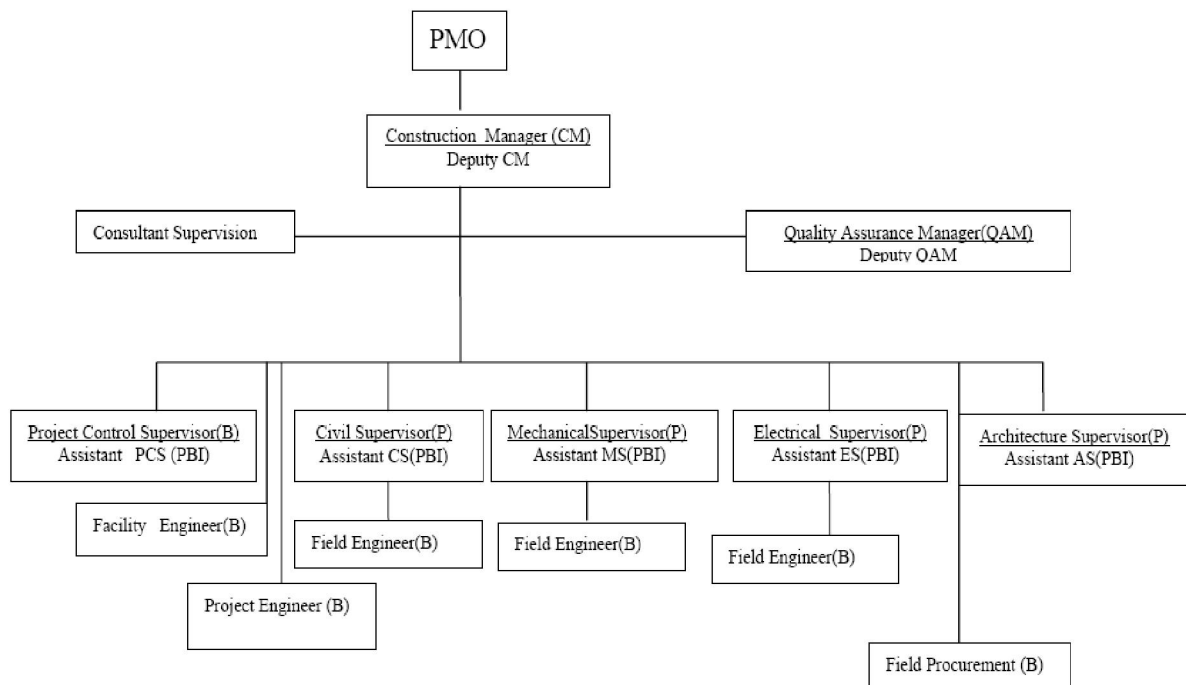 PMO
Construction Manager (CM)
Deputy CM
Consultant Supervision
Quality Assurance Manager(QAM)
Deputy QAM
Project Control Supervisor(B)
Assistant PCS (PBI)
Civil Supervisor(P)
Assistant CS(PBI)
MechanicalSupervisor(P)
Assistant MS(PBI)
Electrical Supervisor(P)
Assistant ES(PBI)
Architecture Supervisor(P)
Assistant AS(PBI)
Facility Engineer(B)
Field Engineer(B)
Field Engineer(B)
Field Engineer(B)
Project Engineer (B)
Field Procurement (B)